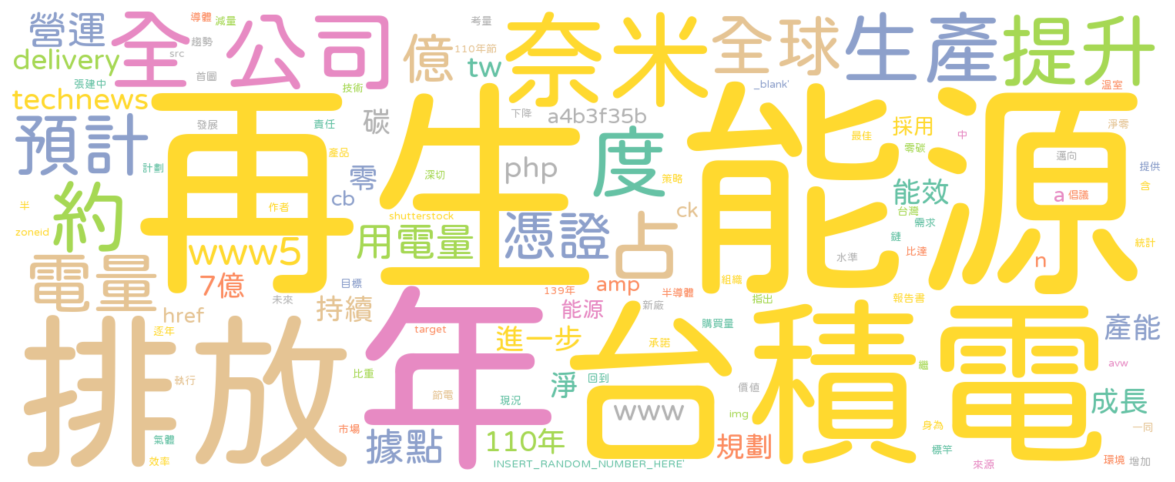 營運
全公司
導體
減量
趨勢
src
首圖
億
考量
110年節
奈米
全球
生產
提升
delivery
張建中
tw
技術
_blank'
溫室
technews
再生能源
下降
a4b3f35b
採用
最佳
中
淨零
預計
發展
責任
碳
度
零碳
邁向
產品
php
提供
計劃
深切
零
策略
能效
a
倡議
含
約
半
作者
cb
ck
台灣
shutterstock
憑證
占
需求
zoneid
www5
用電量
鏈
比達
統計
水準
n
電量
7億
目標
139年
amp
半導體
組織
指出
報告書
未來
href
持續
能源
新廠
購買量
產能
排放
年
逐年
target
進一步
承諾
台積電
執行
比重
淨
回到
價值
牆
avw
節電
現況
www
img
成長
市場
身為
一同
氣體
據點
110年
規劃
標竿
效率
INSERT_RANDOM_NUMBER_HERE'
來源
環境
增加